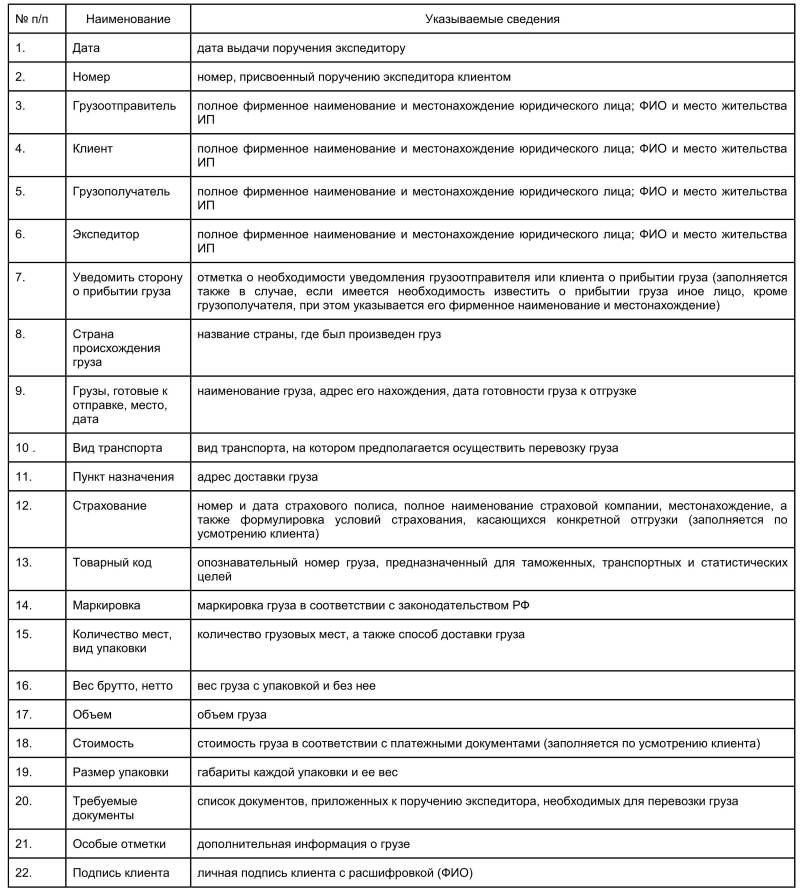 № п/п Наименование Указываемые сведения
1. Дата дата выдачи поручения экспедитору
2. Номер номер, присвоенный поручению экспедитора клиентом
3. Грузоотправитель полное фирменное наименование и местонахождение юридического лица; ФИО и место жительства
ИП
4. Клиент полное фирменное наименование и местонахождение юридического лица; ФИО и место жительства
ИП
5. Грузополучатель полное фирменное наименование и местонахождение юридического лица; ФИО и место жительства
ИП
6. Экспедитор полное фирменное наименование и местонахождение юридического лица; ФИО и место жительства
ИП
7. Уведомить сторону отметка о необходимости уведомления грузоотправителя или клиента о прибытии груза (заполняется
о прибытии груза также в случае, если имеется необходимость известить о прибытии груза иное лицо, кроме
грузополучателя, при этом указывается его фирменное наименование и местонахождение)
8. Страна название страны, где был произведен груз
происхождения
груза
9. Грузы, готовые к наименование груза, адрес его нахождения, дата готовности груза к отгрузке
отправке, место,
дата
10 . Вид транспорта вид транспорта, на котором предполагается осуществить перевозку груза
11. Пункт назначения адрес доставки груза
12. Страхование номер и дата страхового полиса, полное наименование страховой компании, местонахождение, а
также формулировка условий страхования, касающихся конкретной отгрузки (заполняется по
усмотрению клиента)
13. Товарный код опознавательный номер груза, предназначенный для таможенных, транспортных и статистических
целей
14. Маркировка маркировка груза в соответствии с законодательством РФ
15. Количество мест, количество грузовых мест, а также способ доставки груза
вид упаковки
16. Вес брутто, нетто вес груза с упаковкой и без нее
17. Объем объем груза
18. Стоимость стоимость груза в соответствии с платежными документами (заполняется по усмотрению клиента)
19. Размер упаковки габариты каждой упаковки и ее вес
20. Требуемые список документов, приложенных к поручению экспедитора, необходимых для перевозки груза
документы
21. Особые отметки дополнительная информация о грузе
22. Подпись клиента личная подпись клиента с расшифровкой (ФИО)